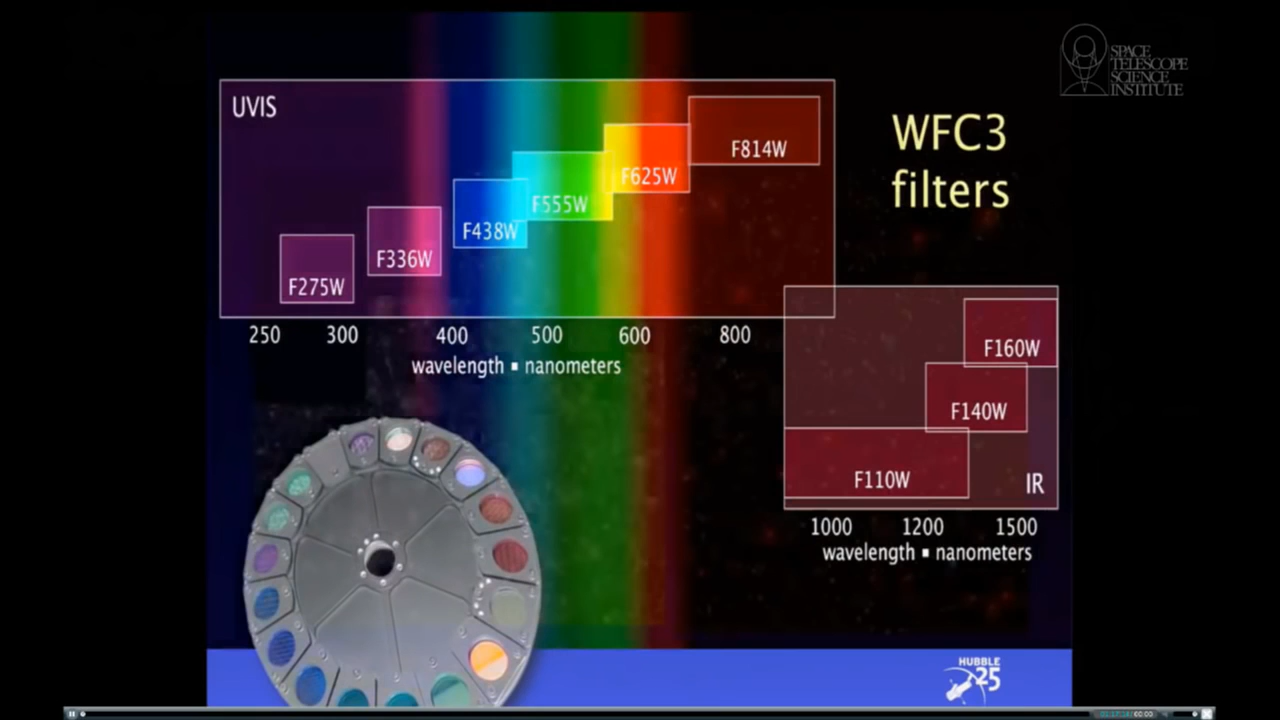 SPACE
TELESCOPE
SCIENCE
INSTITUTE
WFC3
filters
UVIS
F814W
F625W
F555W
F438W
F336W
F275W
250 300 400 500 600 800
wavelength ▪ nanometers
F160W
F140W
F110W
IR
1000 1200 1500
wavelength ▪ nanometers
HUBBLE
25